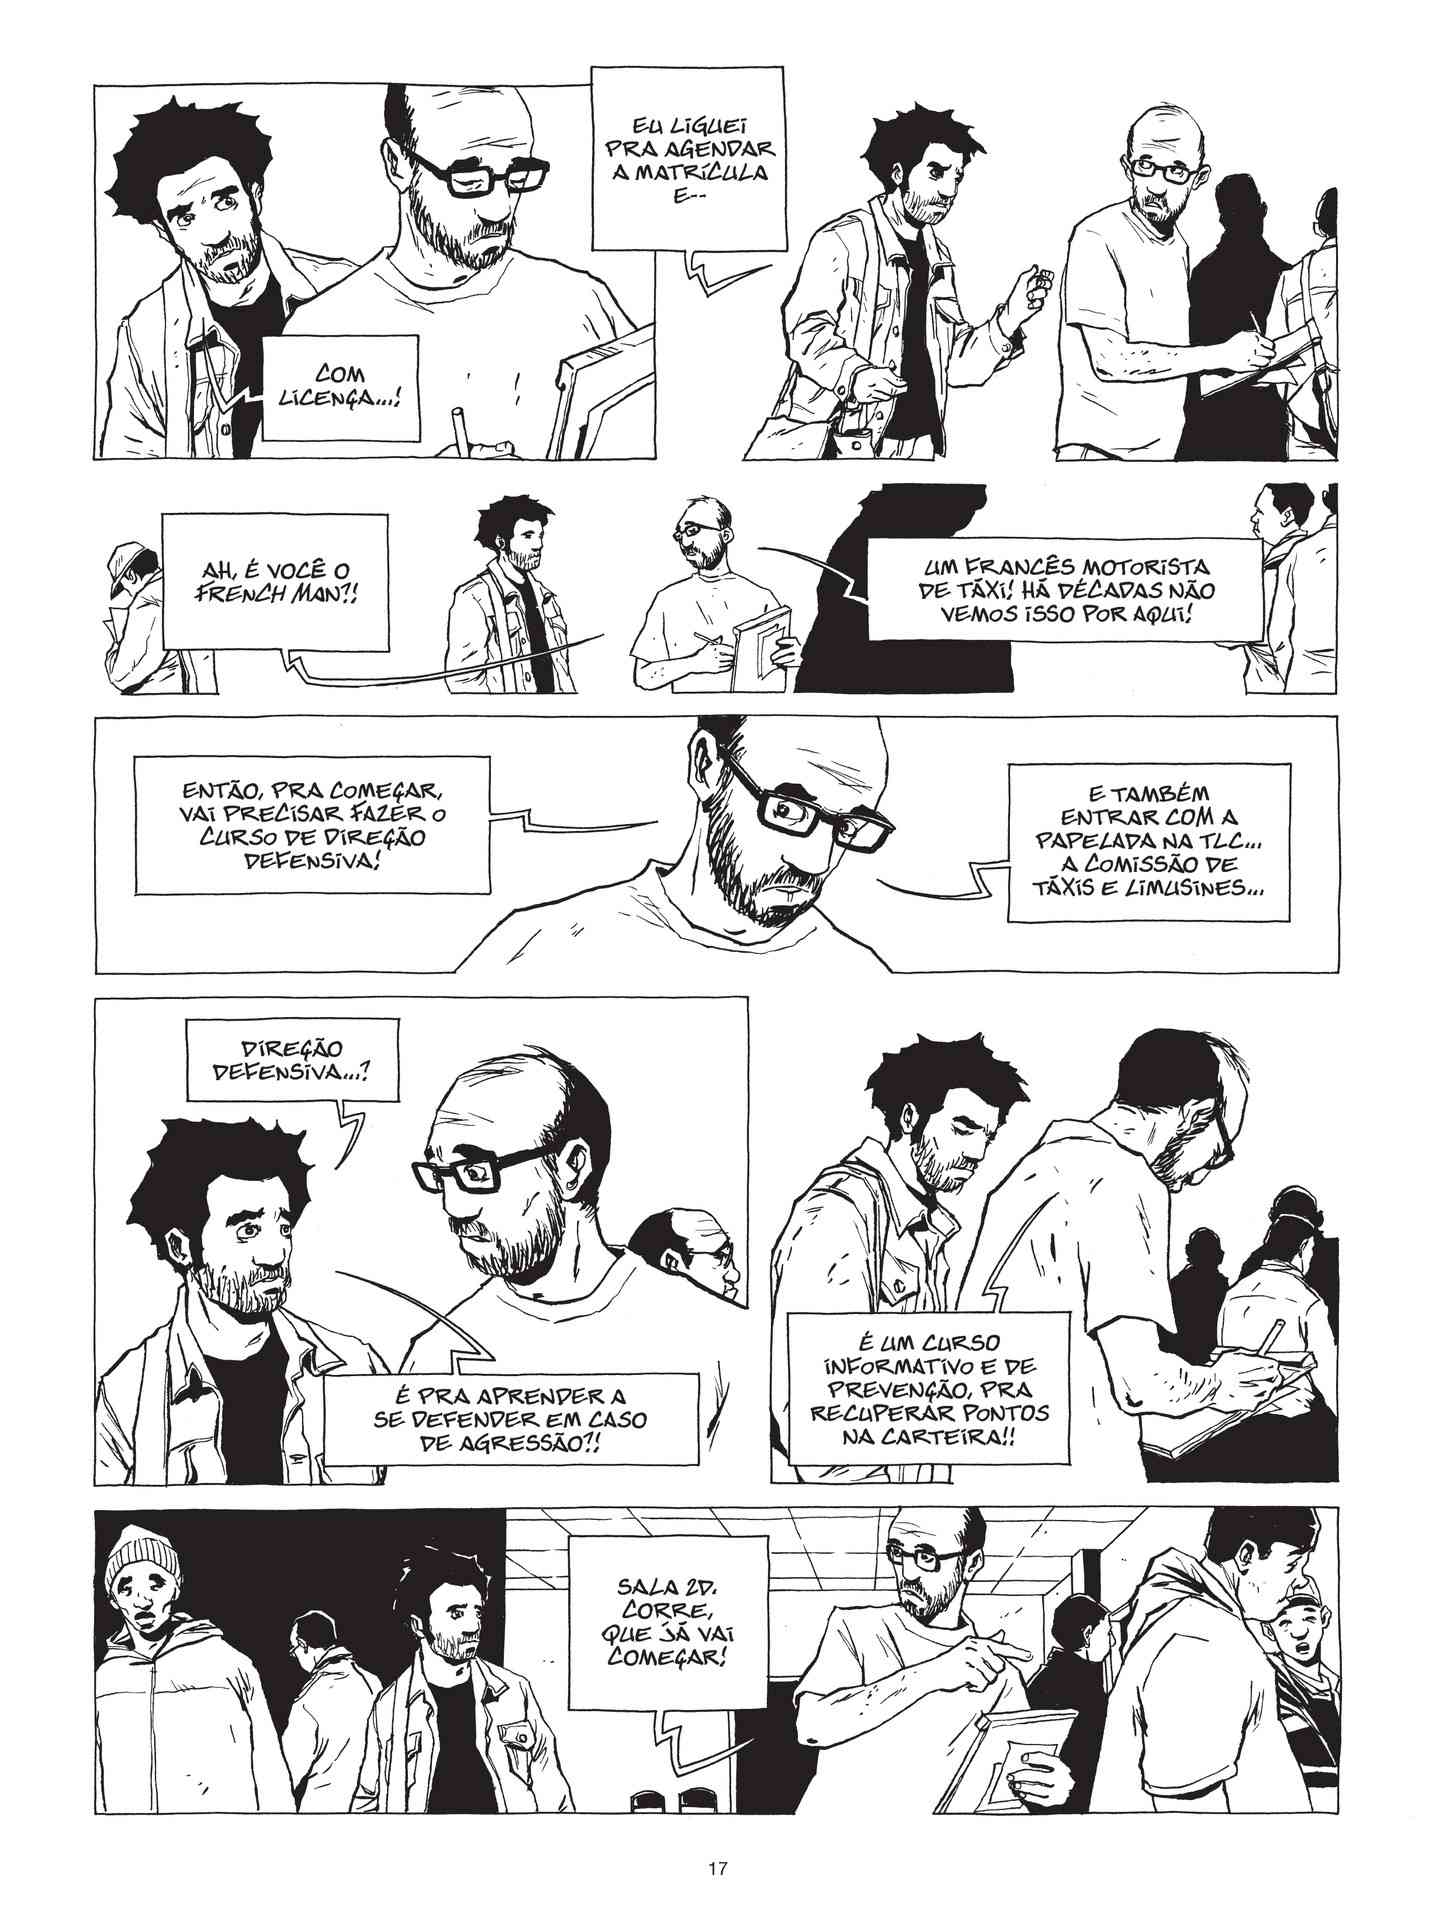 COM
LICENÇA...!
EU LIGUEI
PRA AGENDAR
A MATRÍCULA
E--
AH, É VOCÊ O
FRENCH MAN?!
UM FRANCÊS MOTORISTA
DE TÁXI! HÁ DÉCADAS NÃO
VEMOS ISSO POR AQUI!
ENTÃO, PRA COMEÇAR,
VAI PRECISAR FAZER O
CURSO DE DIREÇÃO
DEFENSIVA!
E TAMBÉM
ENTRAR COM A
PAPELADA NA TLC...
A COMISSÃO DE
TÁXIS E LIMUSINES...
DIREÇÃO
DEFENSIVA...?
É PRA APRENDER A
SE DEFENDER EM CASO
DE AGRESSÃO?!
É UM CURSO
INFORMATIVO E DE
PREVENÇÃO, PRA
RECUPERAR PONTOS
NA CARTEIRA!!
SALA 2D.
CORRE,
QUE JÁ VAI
COMEÇAR!
17